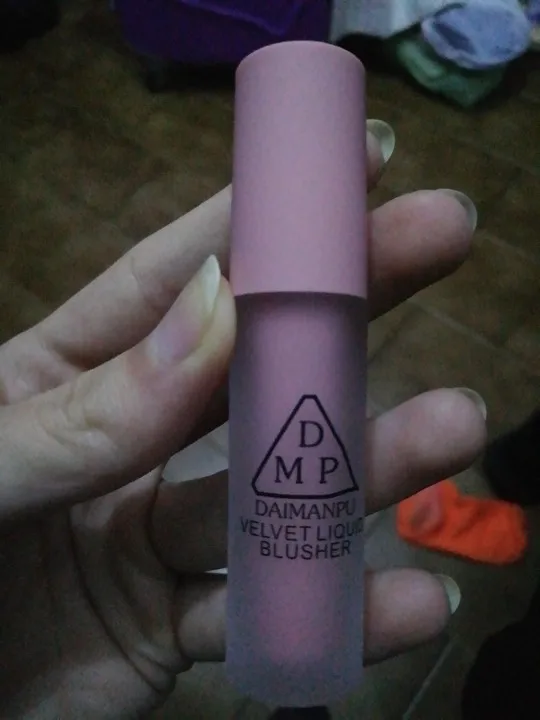 D
M P
DAIMANPU
VELVET LIQUID
BLUSHER